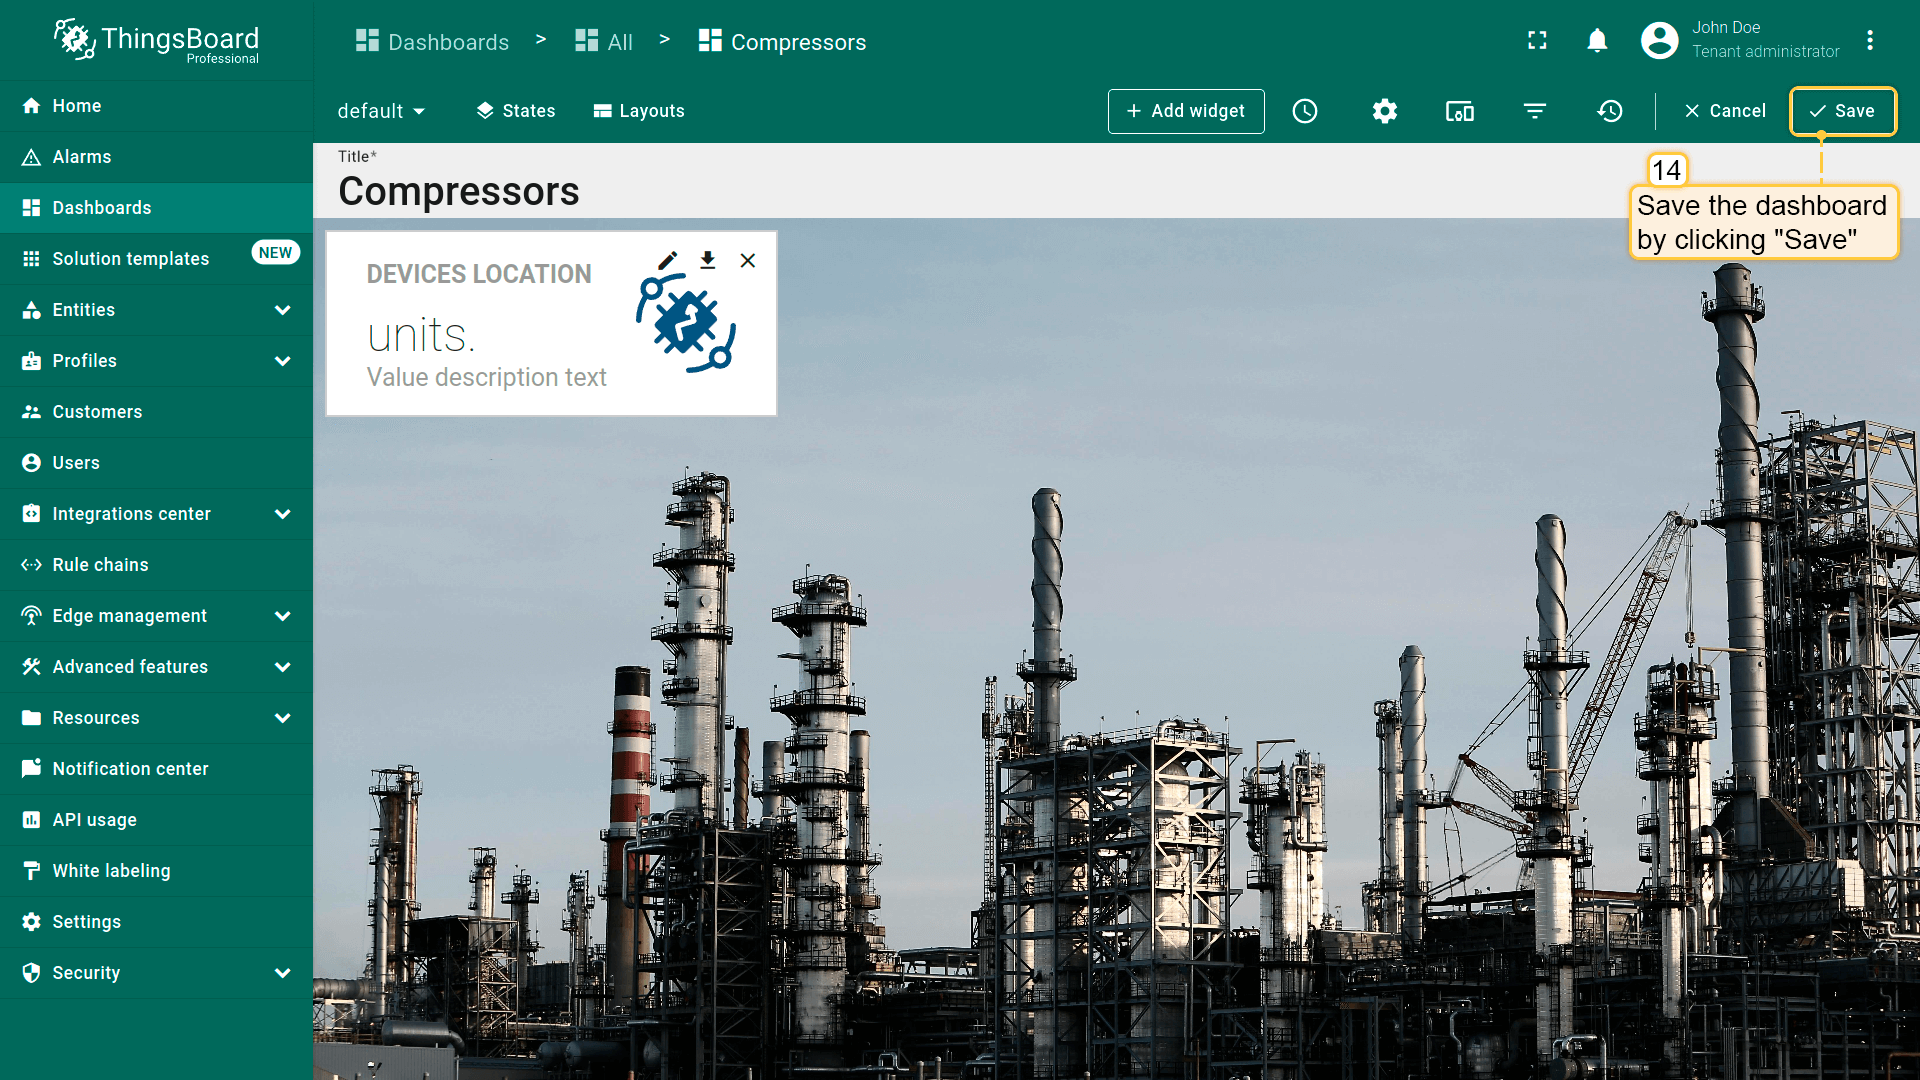 ThingsBoard
Professional
Dashboards > All > Compressors
John Doe
Tenant administrator
default
States
Layouts
+ Add widget
Cancel
Save
Home
Alarms
Dashboards
Solution templates
NEW
Entities
Profiles
Customers
Users
Integrations center
Rule chains
Edge management
Advanced features
Resources
Notification center
API usage
White labeling
Settings
Security
Title*
Compressors
14
Save the dashboard
by clicking "Save"
DEVICES LOCATION
units.
Value description text